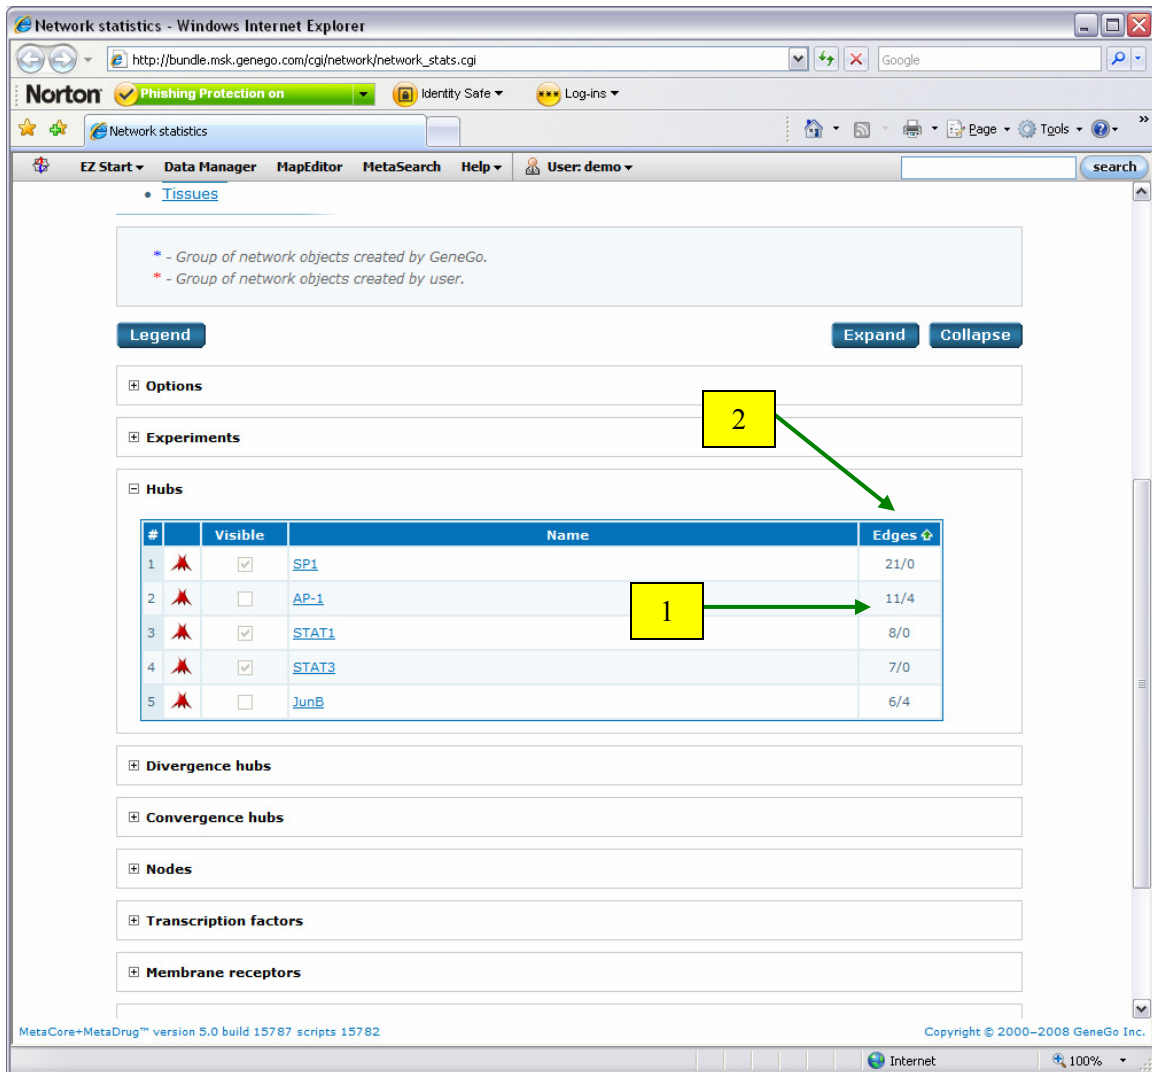 Network statistics - Windows Internet Explorer
http://bundle.msk.genego.com/cgi/network/network_stats.cgi
Google
Norton Phishing Protection on Identity Safe Log-ins
Network statistics Page Tools
EZ Start Data Manager MapEditor MetaSearch Help User: demo search
• Tissues
* - Group of network objects created by GeneGo.
* - Group of network objects created by user.
Legend Expand Collapse
Options
2
Experiments
Hubs
# Visible Name Edges
1 SP1 21/0
2 AP-1 11/4
1
3 STAT1 8/0
4 STAT3 7/0
5 JunB 6/4
Divergence hubs
Convergence hubs
Nodes
Transcription factors
Membrane receptors
MetaCore+MetaDrug™ version 5.0 build 15787 scripts 15782 Copyright © 2000-2008 GeneGo Inc.
Internet 100%